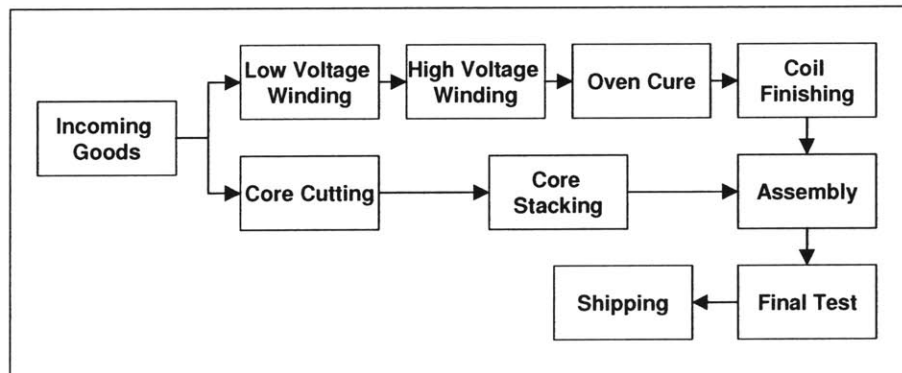 Incoming
Goods
Low Voltage
Winding
High Voltage
Winding
Oven Cure
Coil
Finishing
Core Cutting
Core
Stacking
Assembly
Final Test
Shipping